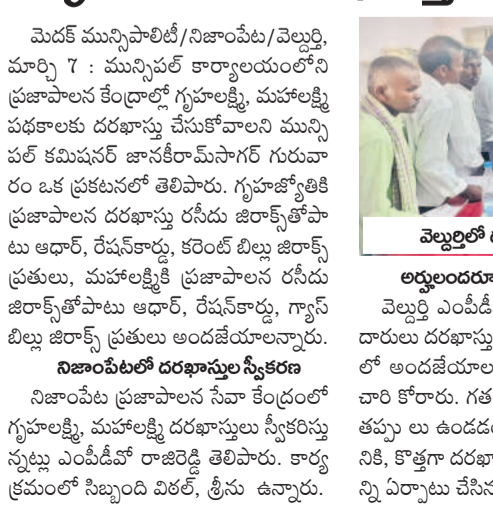 మెదక్ మున్సిపాలిటీ/నిజాంపేట/వెల్దుర్తి,
మార్చి 7 : మున్సిపల్ కార్యాలయంలోని
ప్రజాపాలన కేంద్రాల్లో గృహలక్ష్మి, మహాలక్ష్మి
పథకాలకు దరఖాస్తు చేసుకోవాలని మున్సి
పల్ కమిషనర్ జానకీరామ్‌సాగర్ గురువా
రం ఒక ప్రకటనలో తెలిపారు. గృహజ్యోతికి
ప్రజాపాలన దరఖాస్తు రసీదు జిరాక్స్‌తోపా
టు ఆధార్, రేషన్‌కార్డు, కరెంట్ బిల్లు జిరాక్స్
ప్రతులు, మహాలక్ష్మికి ప్రజాపాలన రసీదు
జిరాక్స్‌తోపాటు ఆధార్, రేషన్‌కార్డు, గ్యాస్
బిల్లు జిరాక్స్ ప్రతులు అందజేయాలన్నారు.
నిజాంపేటలో దరఖాస్తుల స్వీకరణ
నిజాంపేట ప్రజాపాలన సేవా కేంద్రంలో
గృహలక్ష్మి, మహాలక్ష్మి దరఖాస్తులు స్వీకరిస్తు
న్నట్లు ఎంపీడీవో రాజిరెడ్డి తెలిపారు. కార్య
క్రమంలో సిబ్బంది విఠల్, శ్రీను ఉన్నారు.
వెల్దుర్తిలో
అర్హులందరూ
వెల్దుర్తి ఎంపీడీ
దారులు దరఖాస్తు
లో అందజేయాల
చారి కోరారు. గత
తప్పు లు ఉండడం
నికి, కొత్తగా దరఖా
న్ని ఏర్పాటు చేసిన